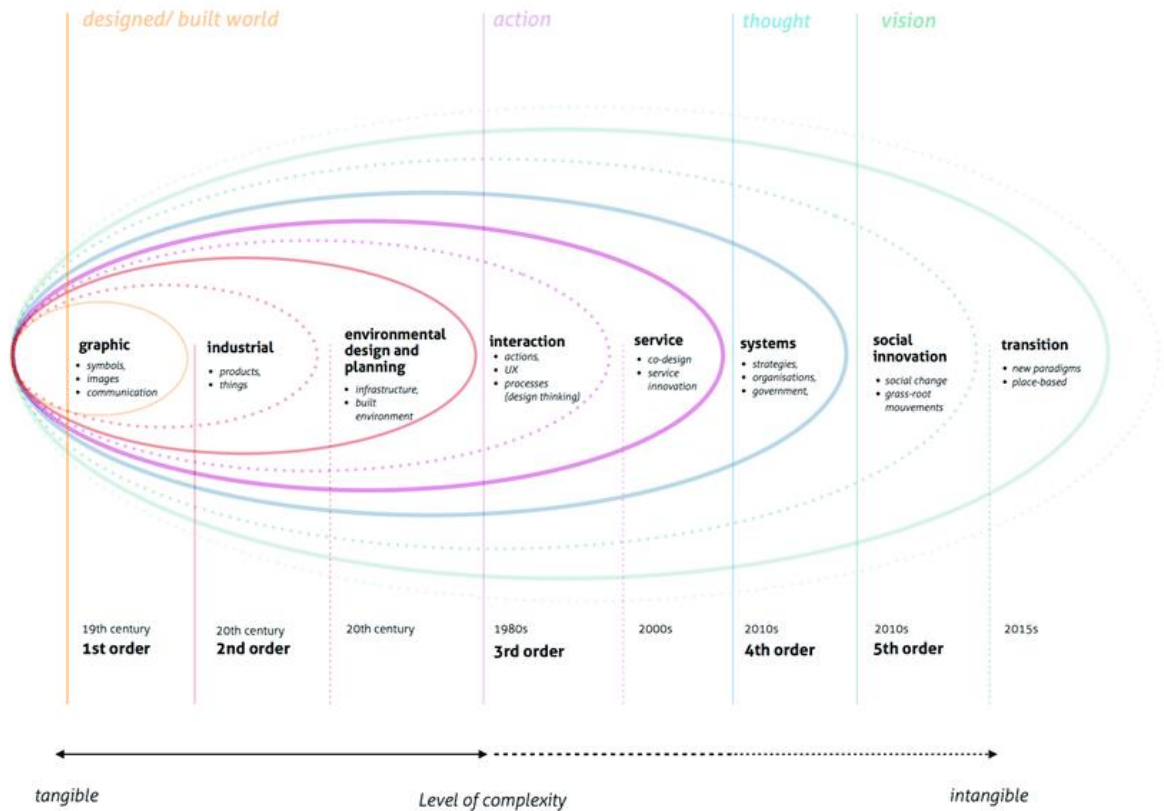 designed/ built world
action
thought
vision
graphic
• symbols,
• images
• communication
industrial
• products,
• things
environmental
design and
planning
• infrastructure,
• built
environment
interaction
• actions,
• UX
• processes
(design thinking)
service
• co-design
• service
innovation
systems
• strategies,
• organisations,
• government,
social
innovation
• social change
• grass-root
mouvements
transition
• new paradigms
• place-based
19th century
1st order
20th century
2nd order
20th century
1980s
3rd order
2000s
2010s
4th order
2010s
5th order
2015s
tangible
Level of complexity
intangible